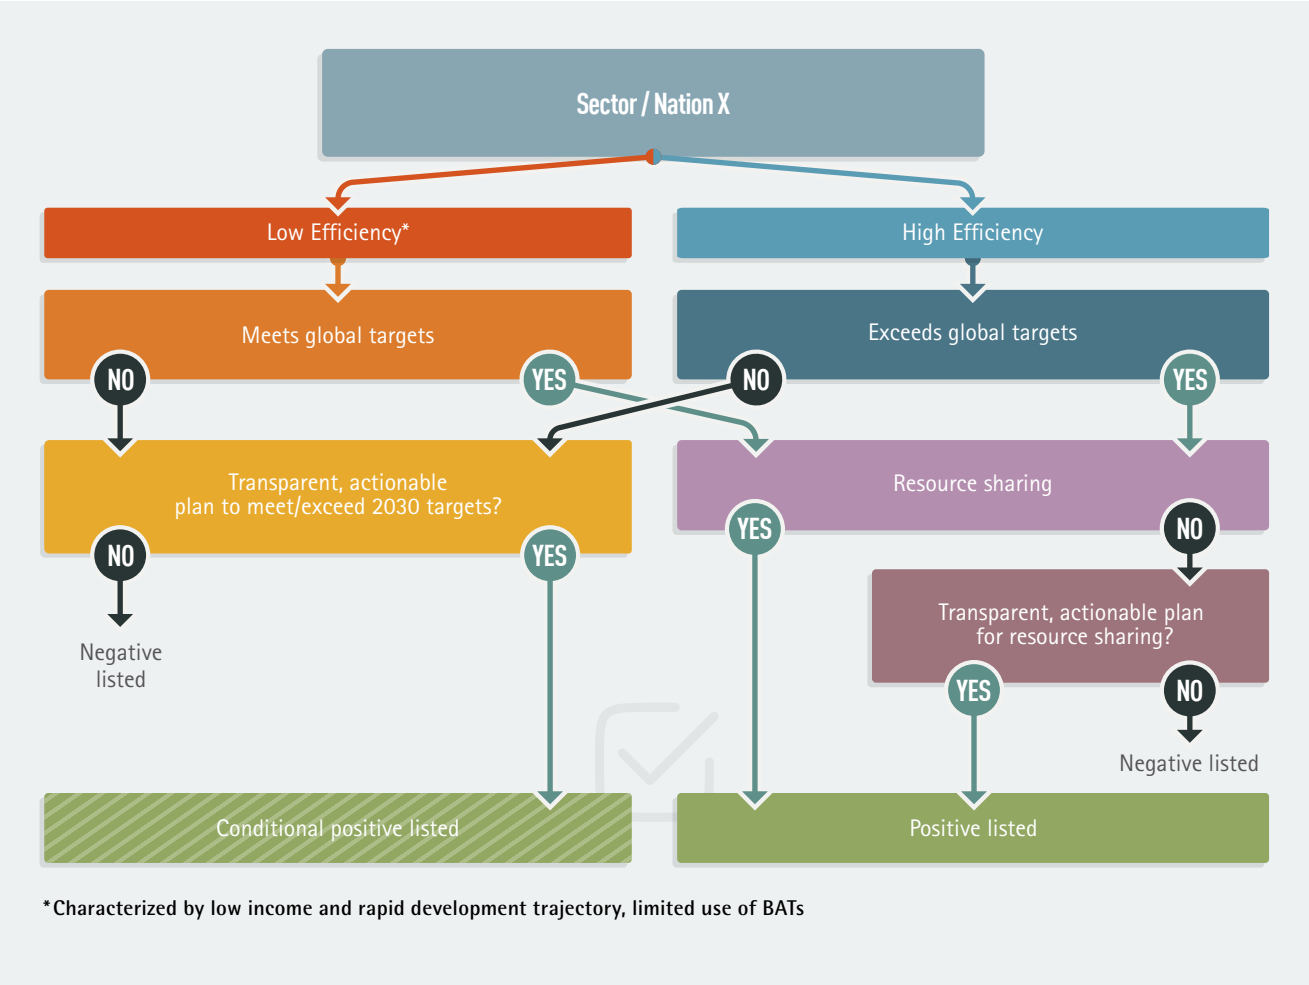 Sector / Nation X
Low Efficiency*
High Efficiency
Meets global targets
Exceeds global targets
NO
YES
NO
YES
Transparent, actionable
plan to meet/exceed 2030 targets?
Resource sharing
NO
YES
YES
NO
Transparent, actionable plan
for resource sharing?
Negative
listed
YES
NO
Negative listed
Conditional positive listed
Positive listed
*Characterized by low income and rapid development trajectory, limited use of BATs